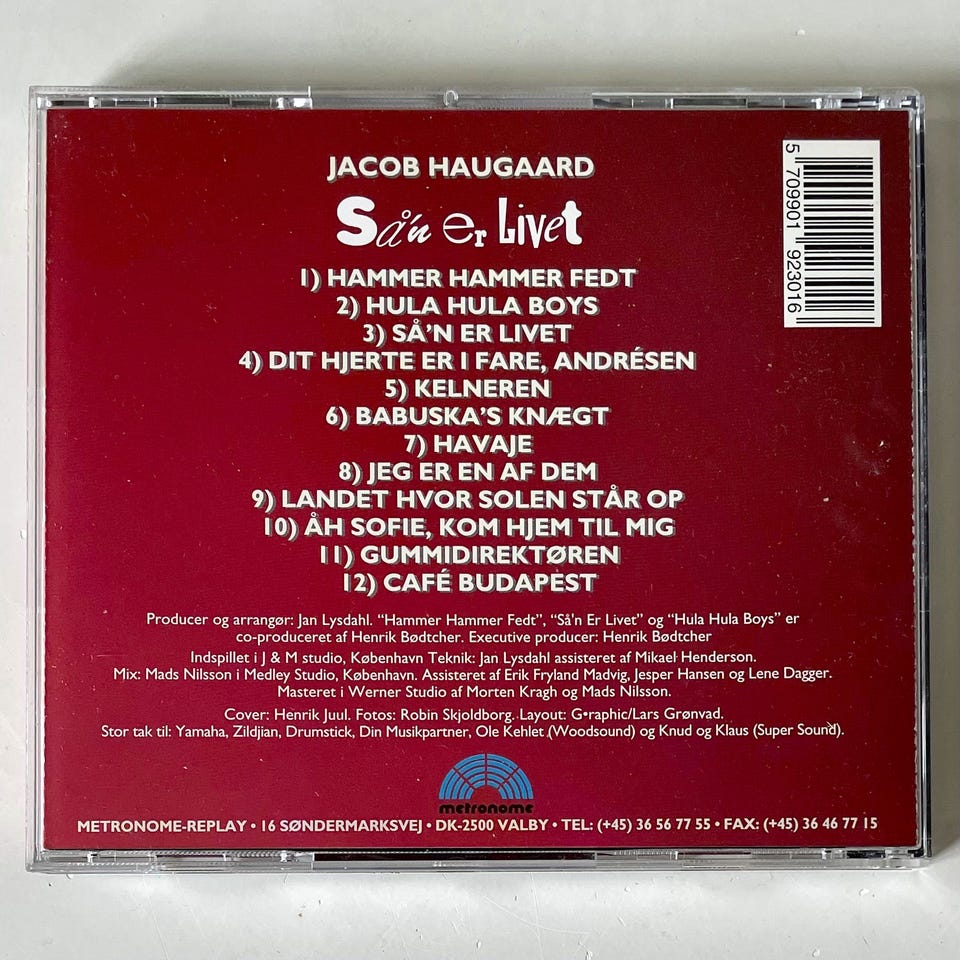 JACOB HAUGAARD
Så'n er Livet
1) HAMMER HAMMER FEDT
2) HULA HULA BOYS
3) SÅ'N ER LIVET
4) DIT HJERTE ER I FARE, ANDRÉSEN
5) KELNEREN
6) BABUSKA'S KNÆGT
7) HAVAJE
8) JEG ER EN AF DEM
9) LANDET HVOR SOLEN STÅR OP
10) ÅH SOFIE, KOM HJEM TIL MIG
11) GUMMIDIREKTØREN
12) CAFÉ BUDAPEST
Producer og arrangør: Jan Lysdahl. “Hammer Hammer Fedt”, “Så'n Er Livet” og “Hula Hula Boys” er
co-produceret af Henrik Bødtcher. Executive producer: Henrik Bødtcher
Indspillet i J & M studio, København Teknik: Jan Lysdahl assisteret af Mikael Henderson.
Mix: Mads Nilsson i Medley Studio, København. Assisteret af Erik Fryland Madvig, Jesper Hansen og Lene Dagger.
Masteret i Werner Studio af Morten Kragh og Mads Nilsson.
Cover: Henrik Juul. Fotos: Robin Skjoldborg. Layout: G•raphic/Lars Grønvad.
Stor tak til: Yamaha, Zildjian, Drumstick, Din Musikpartner, Ole Kehlet (Woodsound) og Knud og Klaus (Super Sound).
metronome
METRONOME-REPLAY • 16 SØNDERMARKSVEJ • DK-2500 VALBY • TEL: (+45) 36 56 77 55 • FAX: (+45) 36 46 77 15
5 709901 923016